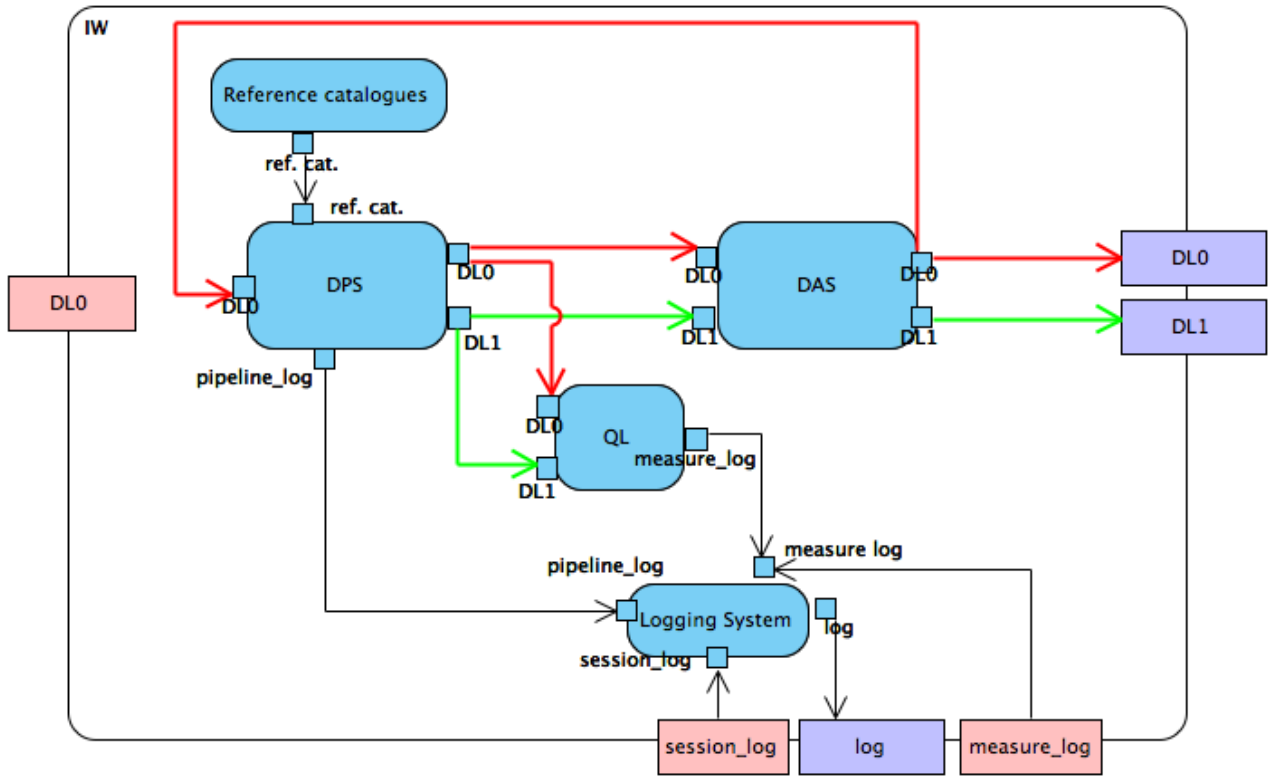 IW
Reference catalogues
ref. cat.
ref. cat.
DL0
DL0
DPS
DL0
DL0
DAS
DL0
DL0
DL1
DL1
DL1
DL1
pipeline_log
DL0
QL
measure_log
DL1
measure log
pipeline_log
Logging System
log
session_log
session_log
log
measure_log